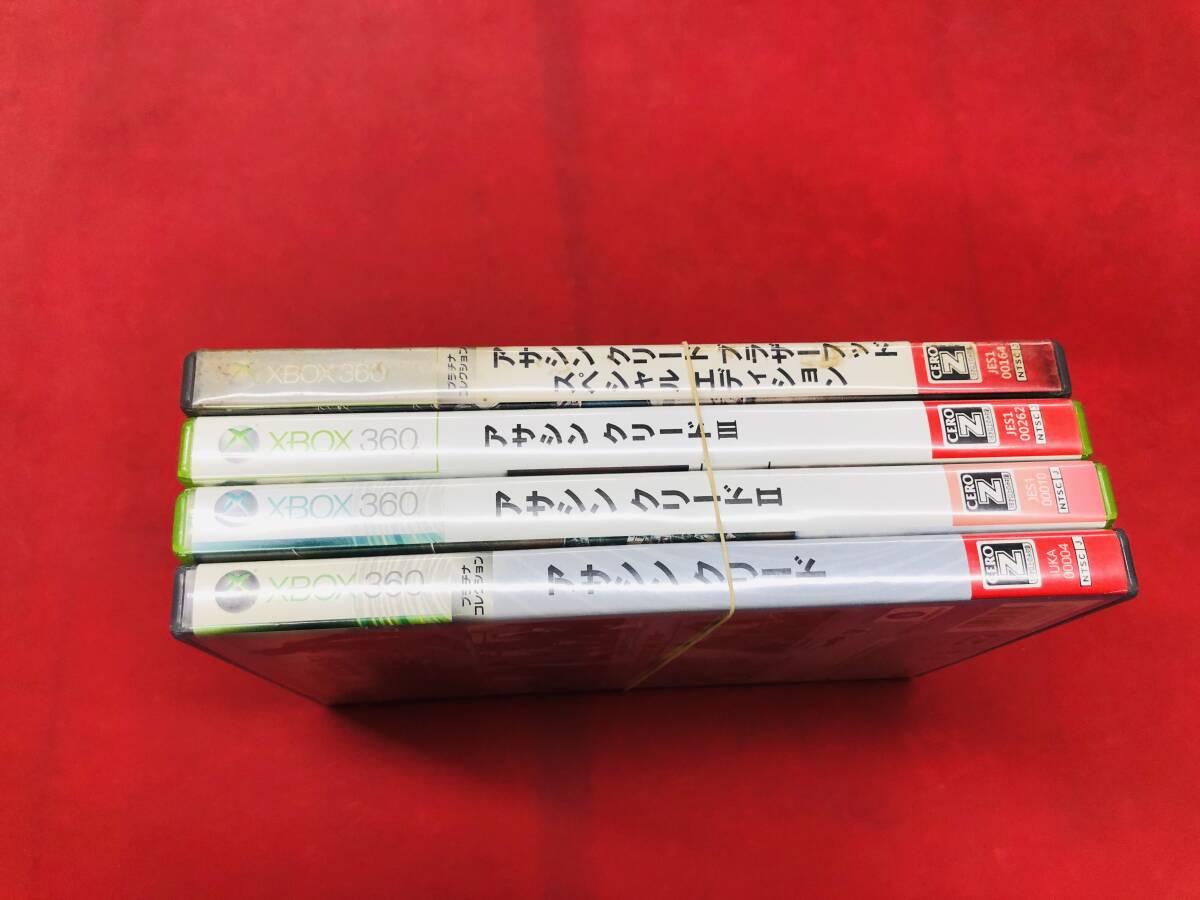 XBOX 360
プラチナ
コレクション
アサシン クリード ブラザーフッド
スペシャル エディション
CERO
Z
JES1
00164
NTSC J
XBOX 360
アサシン クリード III
CERO
Z
JES1
00262
NTSC J
XBOX 360
アサシン クリード II
CERO
Z
JES1
00010
NTSC J
XBOX 360
プラチナ
コレクション
アサシン クリード
CERO
Z
UKA
00004
NTSC J